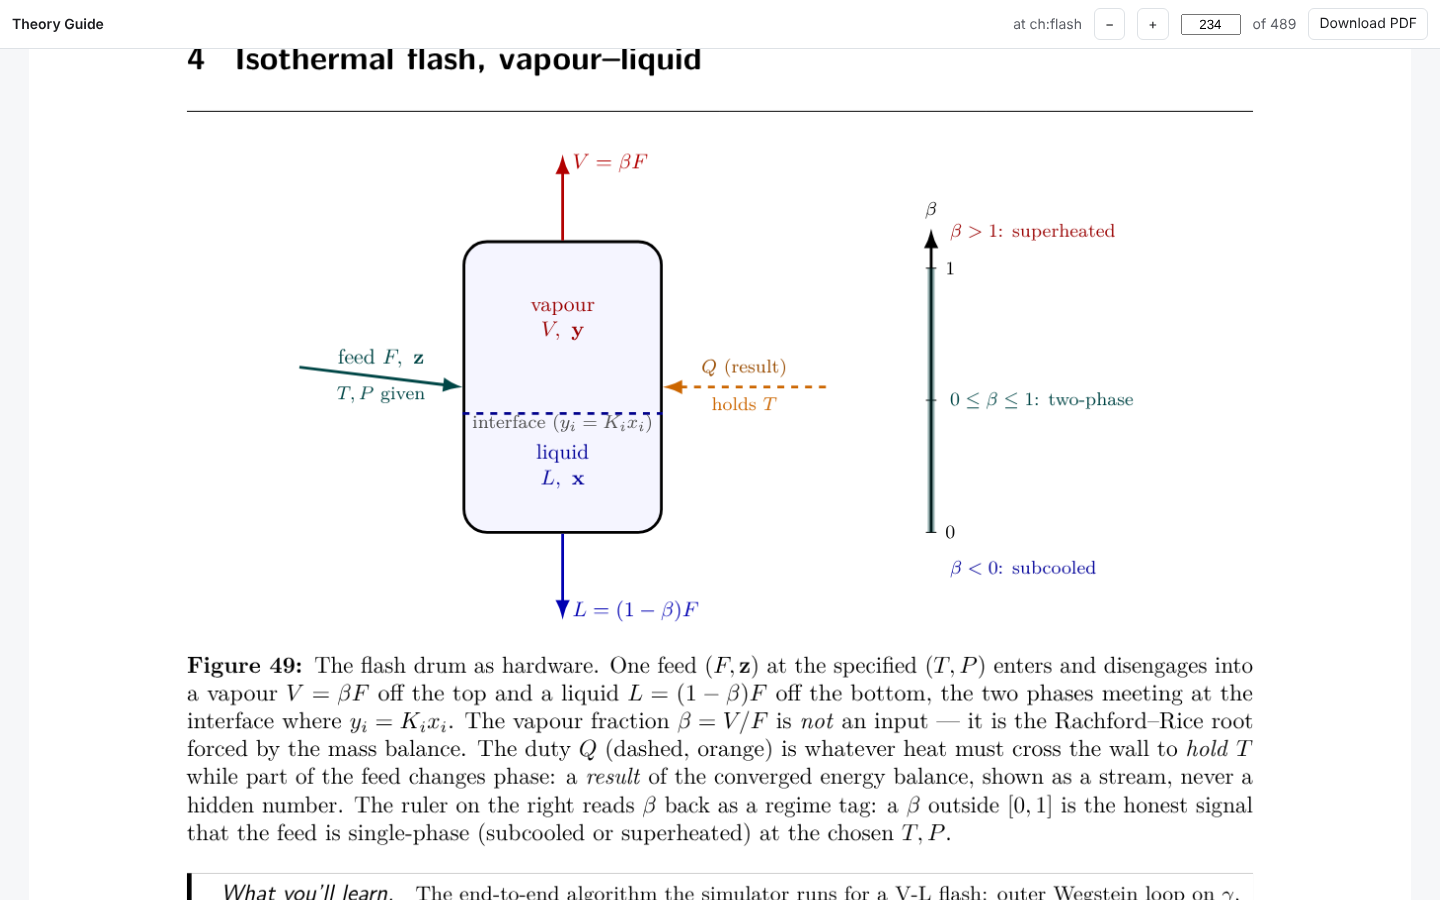 Theory Guide
at ch:flash
−
+
234
of 489
Download PDF
4 Isothermal flash, vapour–liquid
V = βF
β
β > 1: superheated
1
vapour
V, y
feed F, z
T, P given
Q (result)
holds T
0 ≤ β ≤ 1: two-phase
interface (yᵢ = Kᵢxᵢ)
liquid
L, x
0
β < 0: subcooled
L = (1 − β)F
Figure 49: The flash drum as hardware. One feed (F, z) at the specified (T, P) enters and disengages into
a vapour V = βF off the top and a liquid L = (1 − β)F off the bottom, the two phases meeting at the
interface where yᵢ = Kᵢxᵢ. The vapour fraction β = V/F is not an input — it is the Rachford–Rice root
forced by the mass balance. The duty Q (dashed, orange) is whatever heat must cross the wall to hold T
while part of the feed changes phase: a result of the converged energy balance, shown as a stream, never a
hidden number. The ruler on the right reads β back as a regime tag: a β outside [0, 1] is the honest signal
that the feed is single-phase (subcooled or superheated) at the chosen T, P.
What you'll learn. The end-to-end algorithm the simulator runs for a V-L flash: outer Wegstein loop on γ,